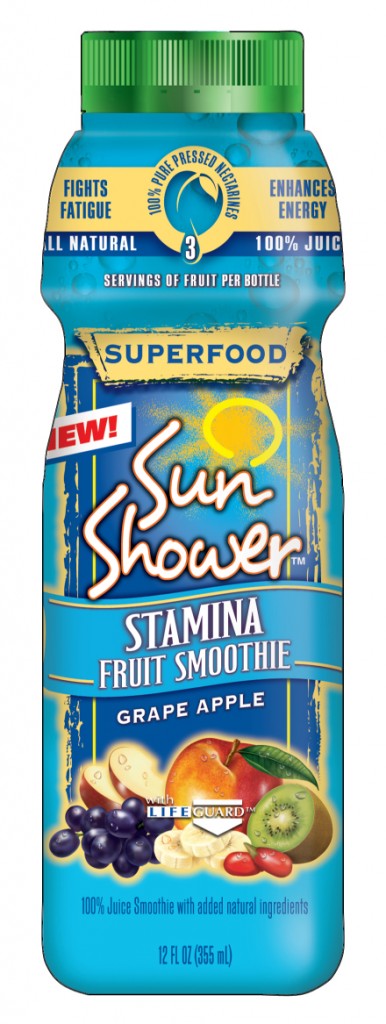 FIGHTS
FATIGUE
100% PURE PRESSED NECTARINES
ENHANCES
ENERGY
ALL NATURAL
3
100% JUIC
SERVINGS OF FRUIT PER BOTTLE
SUPERFOOD
NEW!
Sun
Shower™
STAMINA
FRUIT SMOOTHIE
GRAPE APPLE
with
LIFEGUARD™
100% Juice Smoothie with added natural ingredients
12 FL OZ (355 mL)